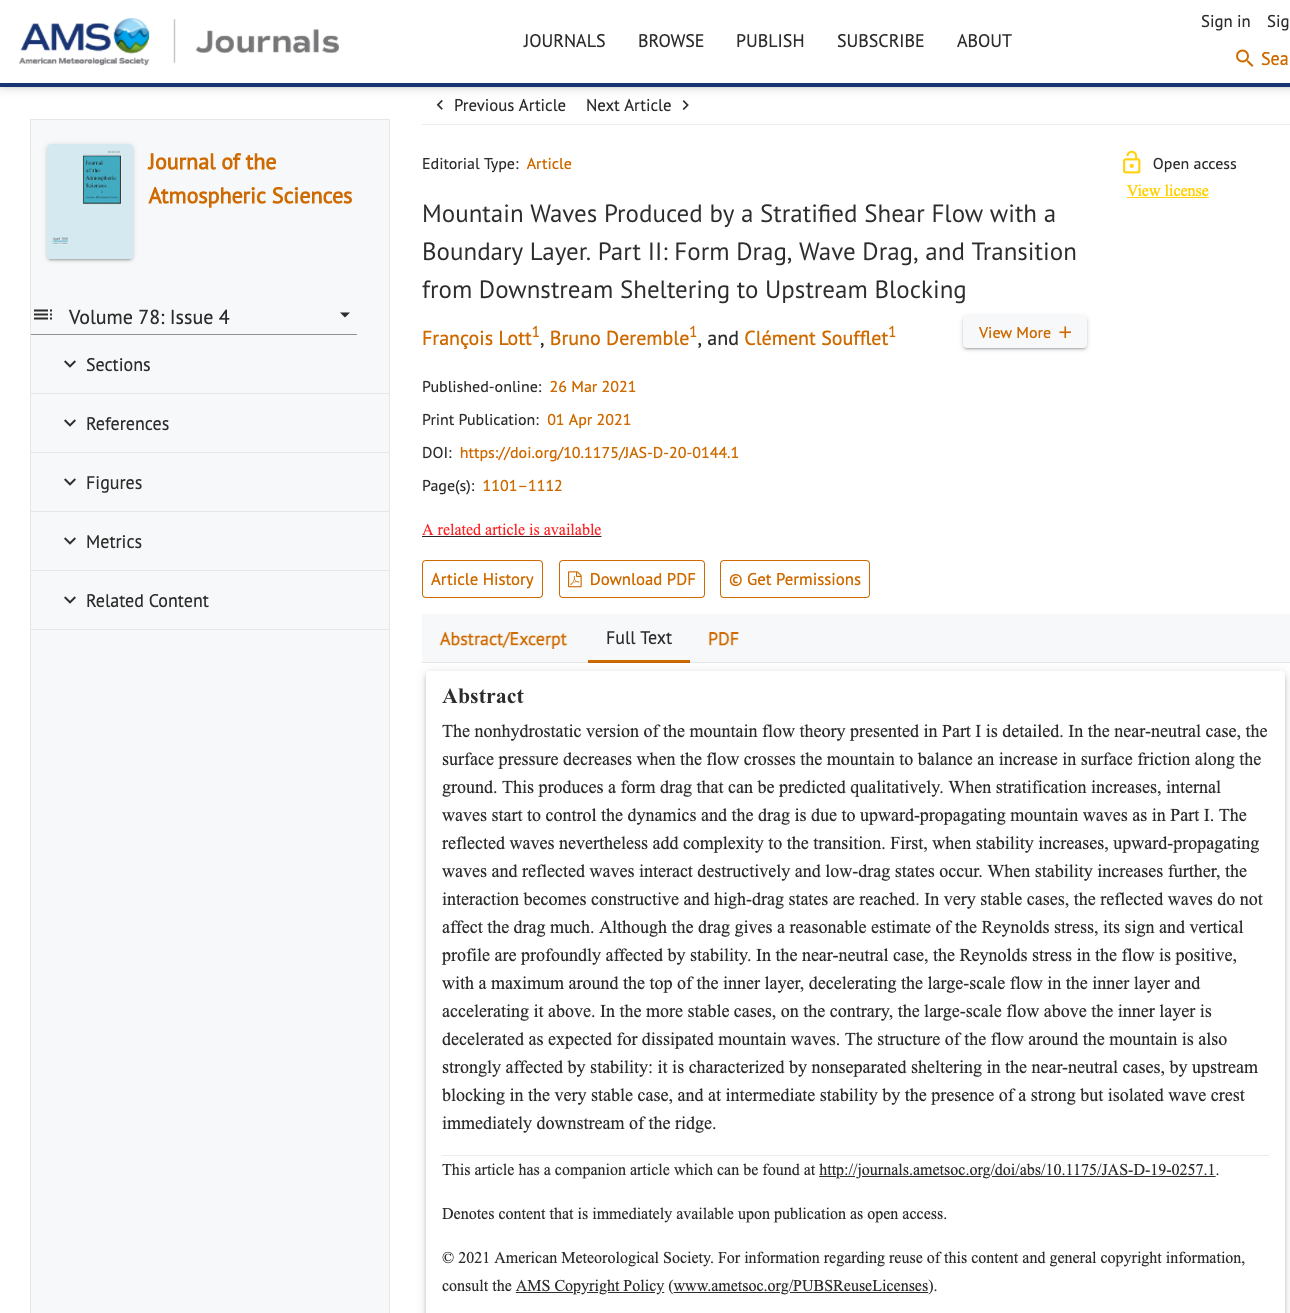 AMS
American Meteorological Society
Journals
JOURNALS BROWSE PUBLISH SUBSCRIBE ABOUT
Sign in Sig
Sea
Previous Article Next Article
Journal of the
Atmospheric Sciences
Journal
of the
Atmospheric
Sciences
Volume 78: Issue 4
Sections
References
Figures
Metrics
Related Content
Editorial Type: Article
Open access
View license
Mountain Waves Produced by a Stratified Shear Flow with a
Boundary Layer. Part II: Form Drag, Wave Drag, and Transition
from Downstream Sheltering to Upstream Blocking
François Lott1, Bruno Deremble1, and Clément Soufflet1
View More +
Published-online: 26 Mar 2021
Print Publication: 01 Apr 2021
DOI: https://doi.org/10.1175/JAS-D-20-0144.1
Page(s): 1101–1112
A related article is available
Article History Download PDF © Get Permissions
Abstract/Excerpt Full Text PDF
Abstract
The nonhydrostatic version of the mountain flow theory presented in Part I is detailed. In the near-neutral case, the
surface pressure decreases when the flow crosses the mountain to balance an increase in surface friction along the
ground. This produces a form drag that can be predicted qualitatively. When stratification increases, internal
waves start to control the dynamics and the drag is due to upward-propagating mountain waves as in Part I. The
reflected waves nevertheless add complexity to the transition. First, when stability increases, upward-propagating
waves and reflected waves interact destructively and low-drag states occur. When stability increases further, the
interaction becomes constructive and high-drag states are reached. In very stable cases, the reflected waves do not
affect the drag much. Although the drag gives a reasonable estimate of the Reynolds stress, its sign and vertical
profile are profoundly affected by stability. In the near-neutral case, the Reynolds stress in the flow is positive,
with a maximum around the top of the inner layer, decelerating the large-scale flow in the inner layer and
accelerating it above. In the more stable cases, on the contrary, the large-scale flow above the inner layer is
decelerated as expected for dissipated mountain waves. The structure of the flow around the mountain is also
strongly affected by stability: it is characterized by nonseparated sheltering in the near-neutral cases, by upstream
blocking in the very stable case, and at intermediate stability by the presence of a strong but isolated wave crest
immediately downstream of the ridge.
This article has a companion article which can be found at http://journals.ametsoc.org/doi/abs/10.1175/JAS-D-19-0257.1.
Denotes content that is immediately available upon publication as open access.
© 2021 American Meteorological Society. For information regarding reuse of this content and general copyright information,
consult the AMS Copyright Policy (www.ametsoc.org/PUBSReuseLicenses).